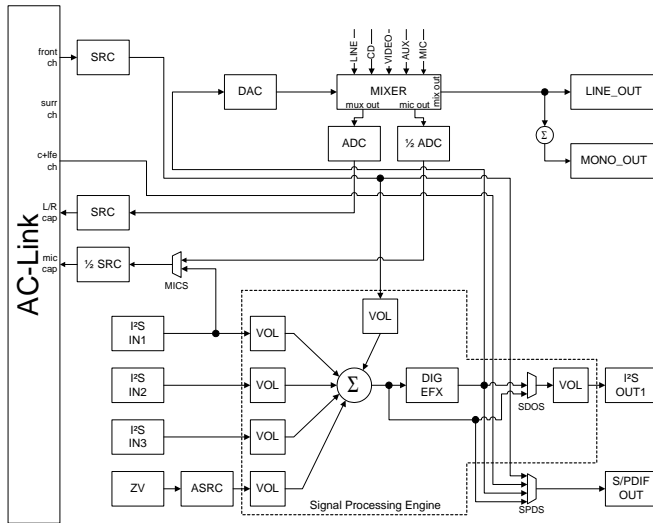 AC-Link
front
ch
surr
ch
c+lfe
ch
L/R
cap
mic
cap
SRC
SRC
½ SRC
MICS
LINE
CD
VIDEO
AUX
MIC
DAC
MIXER
mux out
mic out
mix out
ADC
½ ADC
LINE_OUT
Σ
MONO_OUT
I²S
IN1
I²S
IN2
I²S
IN3
ZV
ASRC
VOL
VOL
VOL
VOL
VOL
Σ
DIG
EFX
SDOS
VOL
I²S
OUT1
Signal Processing Engine
SPDS
S/PDIF
OUT